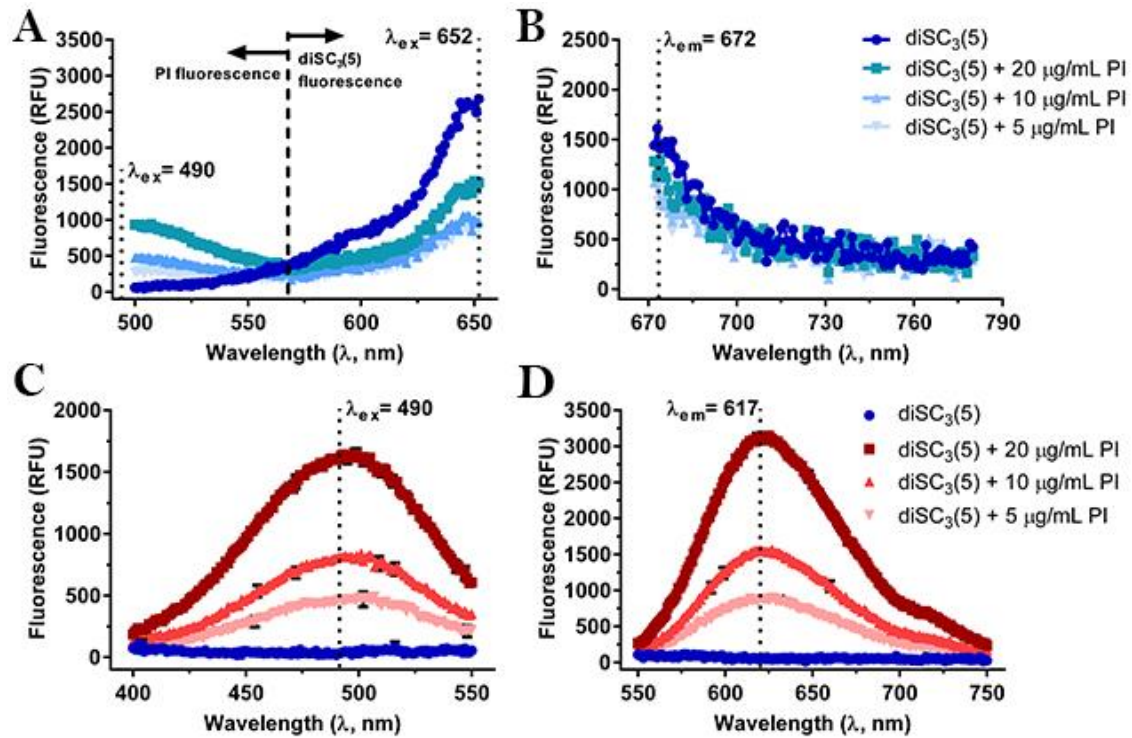 A
λex = 652
PI fluorescence
diSC3(5)
fluorescence
λex = 490
Fluorescence (RFU)
3500
3000
2500
2000
1500
1000
500
0
500
550
600
650
Wavelength (λ, nm)
B
λem = 672
Fluorescence (RFU)
2500
2000
1500
1000
500
0
670
700
730
760
790
Wavelength (λ, nm)
diSC3(5)
diSC3(5) + 20 μg/mL PI
diSC3(5) + 10 μg/mL PI
diSC3(5) + 5 μg/mL PI
C
λex = 490
Fluorescence (RFU)
2000
1500
1000
500
0
400
450
500
550
Wavelength (λ, nm)
D
λem = 617
Fluorescence (RFU)
3500
3000
2500
2000
1500
1000
500
0
550
600
650
700
750
Wavelength (λ, nm)
diSC3(5)
diSC3(5) + 20 μg/mL PI
diSC3(5) + 10 μg/mL PI
diSC3(5) + 5 μg/mL PI